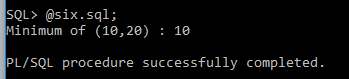 SQL> @six.sql;
Minimum of (10,20) : 10
PL/SQL procedure successfully completed.